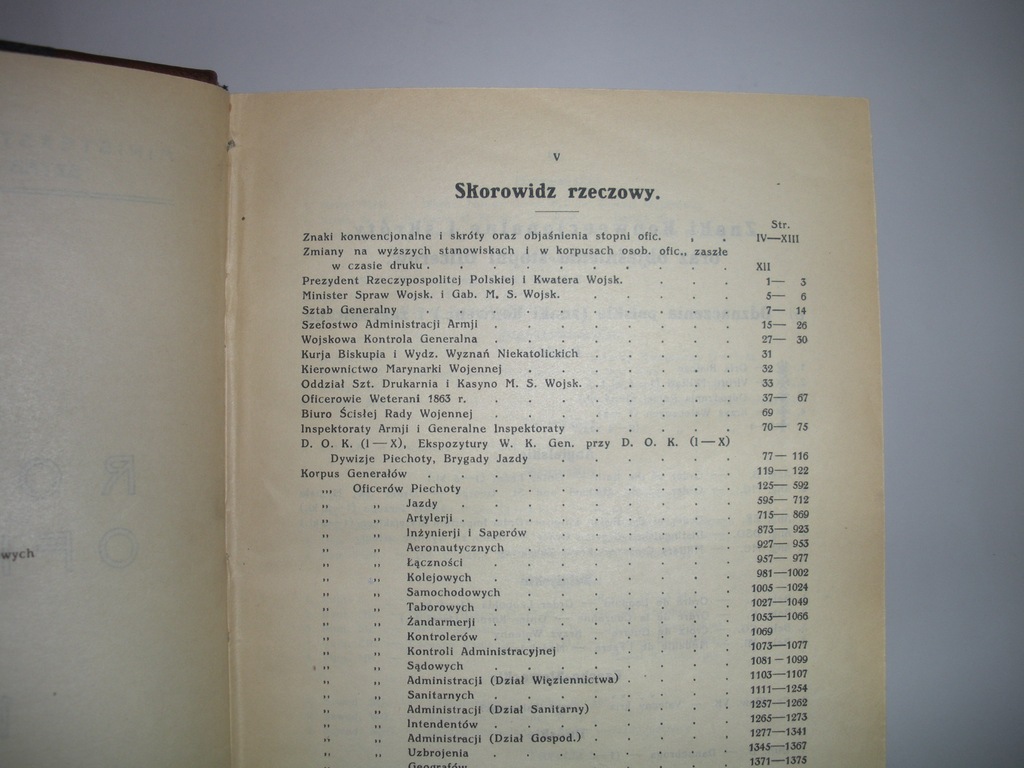 wych
V
Skorowidz rzeczowy.
Str.
Znaki konwencjonalne i skróty oraz objaśnienia stopni ofic. . . IV—XIII
Zmiany na wyższych stanowiskach i w korpusach osob. ofic., zaszłe
w czasie druku . . . . . . . . . . XII
Prezydent Rzeczypospolitej Polskiej i Kwatera Wojsk. . . . 1— 3
Minister Spraw Wojsk. i Gab. M. S. Wojsk. . . . . . 5— 6
Sztab Generalny . . . . . . . . . . 7— 14
Szefostwo Administracji Armji . . . . . . . . 15— 26
Wojskowa Kontrola Generalna . . . . . . . . 27— 30
Kurja Biskupia i Wydz. Wyznań Niekatolickich . . . . . 31
Kierownictwo Marynarki Wojennej . . . . . . . 32
Oddział Szt. Drukarnia i Kasyno M. S. Wojsk. . . . . . 33
Oficerowie Weterani 1863 r. . . . . . . . . 37— 67
Biuro Ścisłej Rady Wojennej . . . . . . . . 69
Inspektoraty Armji i Generalne Inspektoraty . . . . . 70— 75
D. O. K. (I — X), Ekspozytury W. K. Gen. przy D. O. K. (I — X)
Dywizje Piechoty, Brygady Jazdy . . . . . . 77— 116
Korpus Generałów . . . . . . . . . . 119— 122
„ Oficerów Piechoty . . . . . . . . 125— 592
„ „ Jazdy . . . . . . . . . 595— 712
„ „ Artylerji . . . . . . . . . 715— 869
„ „ Inżynierji i Saperów . . . . . . 873— 923
„ „ Aeronautycznych . . . . . . . 927— 953
„ „ Łączności . . . . . . . . 957— 977
„ „ Kolejowych . . . . . . . . 981—1002
„ „ Samochodowych . . . . . . . 1005—1024
„ „ Taborowych . . . . . . . . 1027—1049
„ „ Żandarmerji . . . . . . . . 1053—1066
„ „ Kontrolerów . . . . . . . . 1069
„ „ Kontroli Administracyjnej . . . . . 1073—1077
„ „ Sądowych . . . . . . . . . 1081—1099
„ „ Administracji (Dział Więziennictwa) . . . . 1103—1107
„ „ Sanitarnych . . . . . . . . 1111—1254
„ „ Administracji (Dział Sanitarny) . . . . 1257—1262
„ „ Intendentów . . . . . . . . 1265—1273
„ „ Administracji (Dział Gospod.) . . . . . 1277—1341
„ „ Uzbrojenia . . . . . . . . 1345—1367
Geografów . . . . . . . . 1371—1375